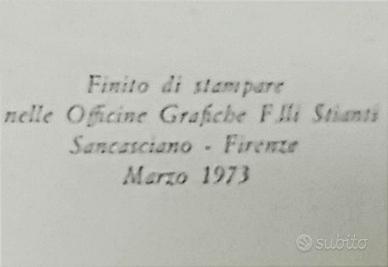 Finito di stampare
nelle Officine Grafiche F.lli Stianti
Sancasciano - Firenze
Marzo 1973
subito